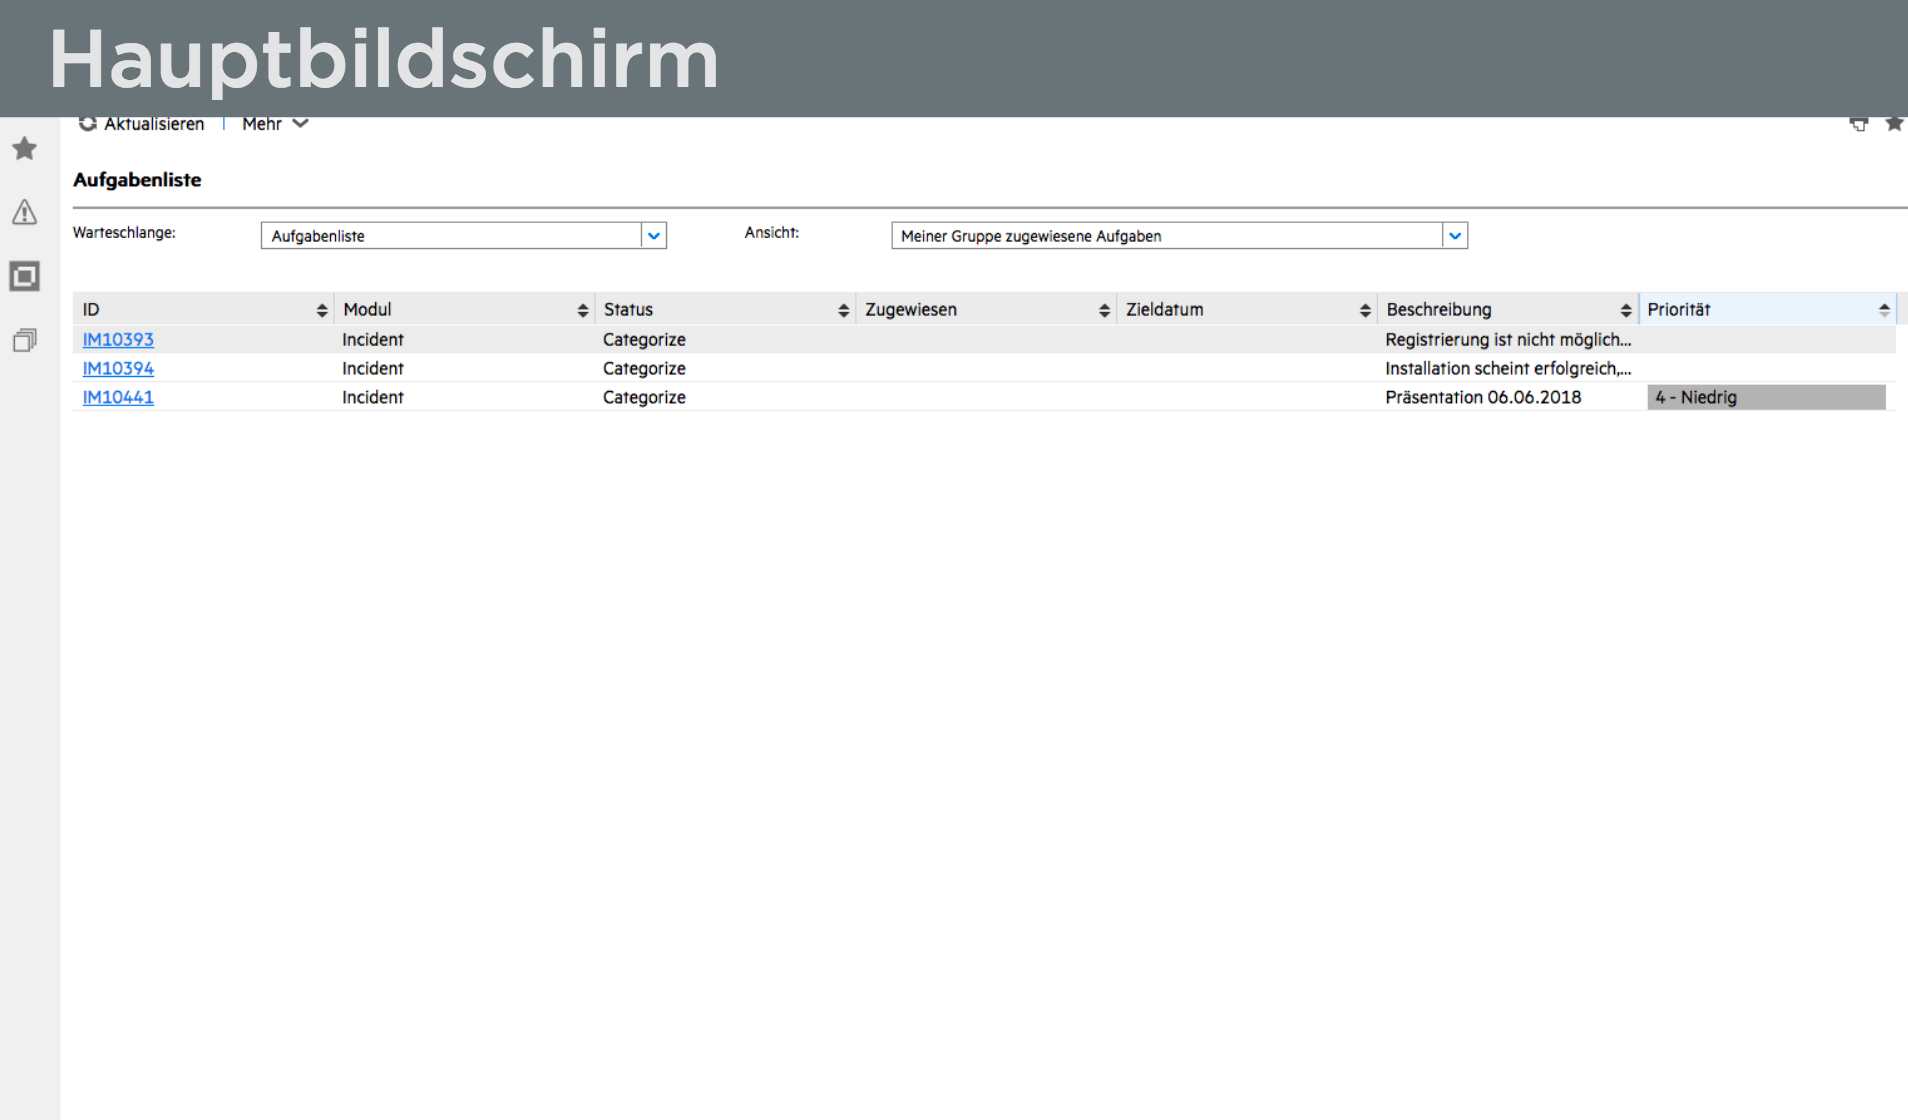 Hauptbildschirm
Aktualisieren | Mehr
Aufgabenliste
Warteschlange: Aufgabenliste Ansicht: Meiner Gruppe zugewiesene Aufgaben
ID Modul Status Zugewiesen Zieldatum Beschreibung Priorität
IM10393 Incident Categorize Registrierung ist nicht möglich...
IM10394 Incident Categorize Installation scheint erfolgreich,...
IM10441 Incident Categorize Präsentation 06.06.2018 4 - Niedrig